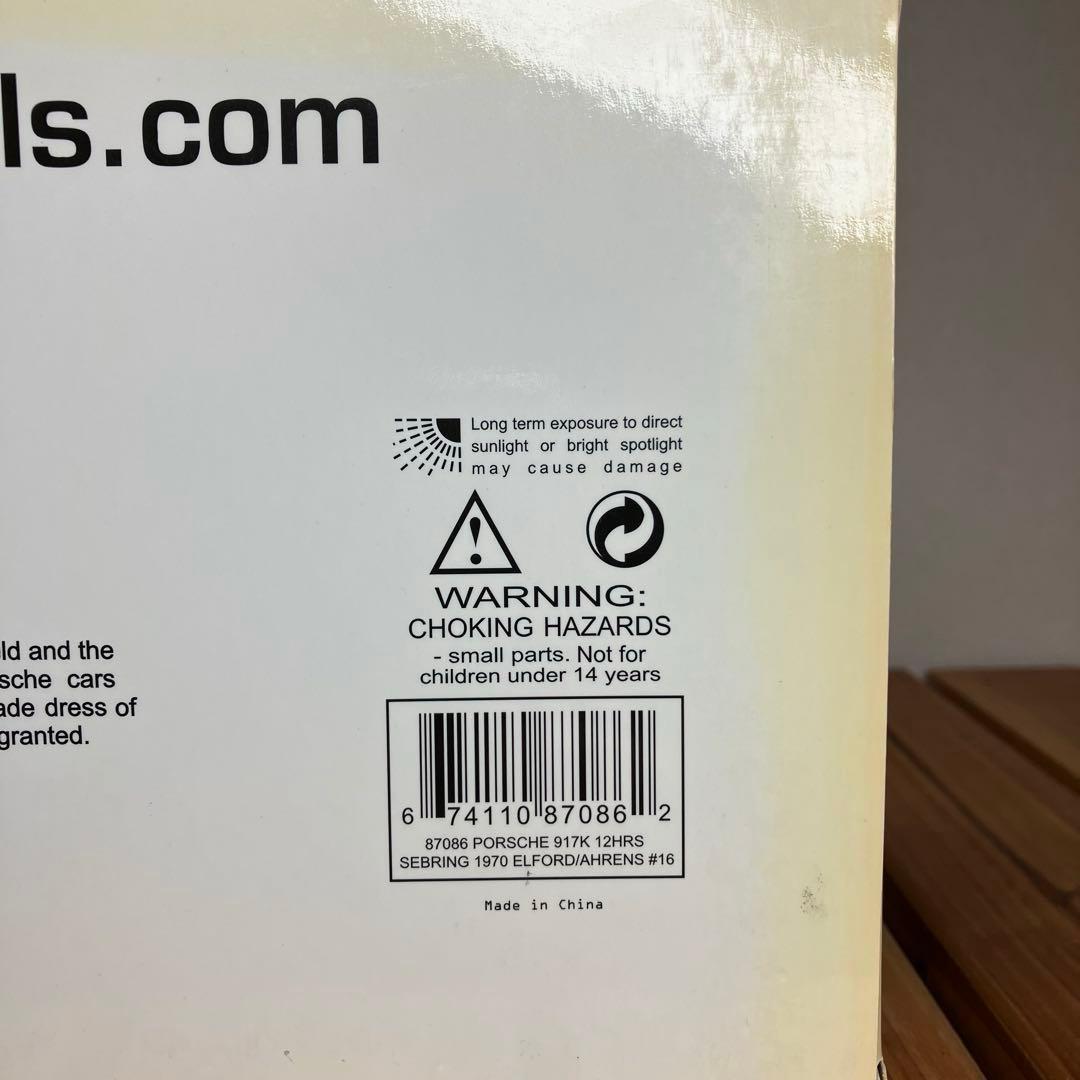 ls.com
Long term exposure to direct
sunlight or bright spotlight
may cause damage
WARNING:
CHOKING HAZARDS
- small parts. Not for
children under 14 years
ld and the
sche cars
ade dress of
granted.
6 74110 87086 2
87086 PORSCHE 917K 12HRS
SEBRING 1970 ELFORD/AHRENS #16
Made in China